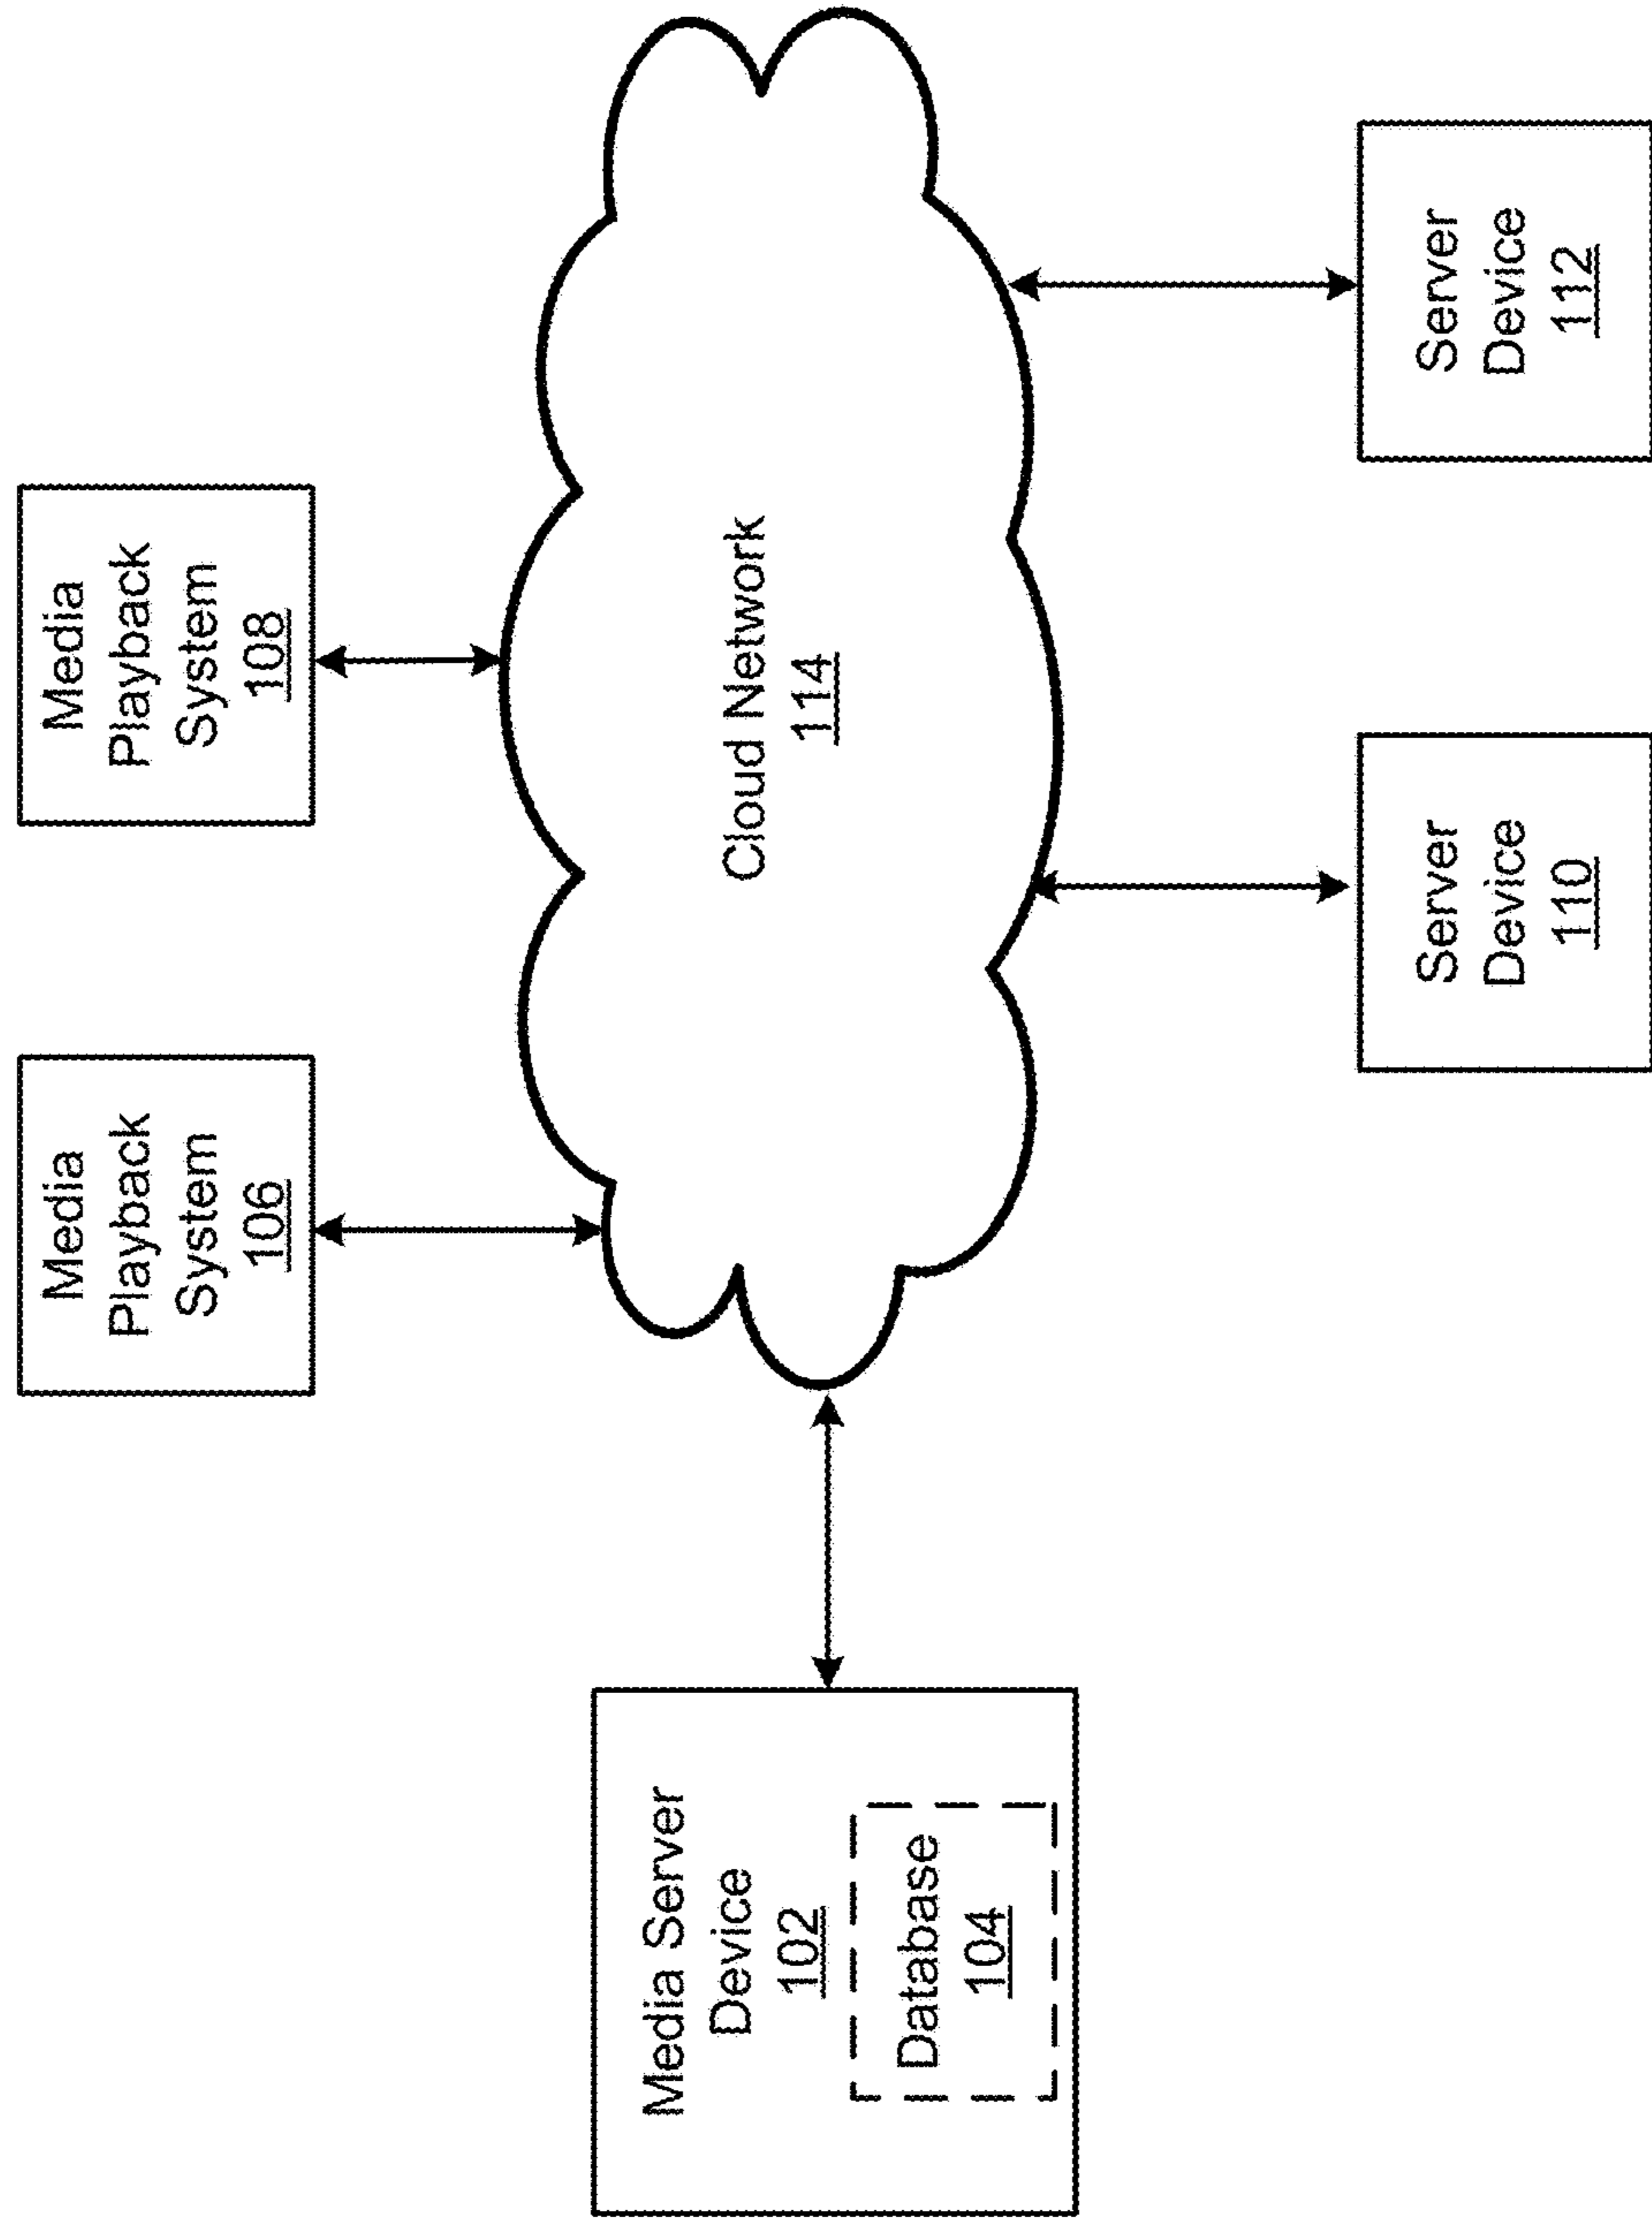 Media
Playback
System
106
Media
Playback
System
108
Media Server
Device
102
Database
104
Cloud Network
114
Server
Device
110
Server
Device
112